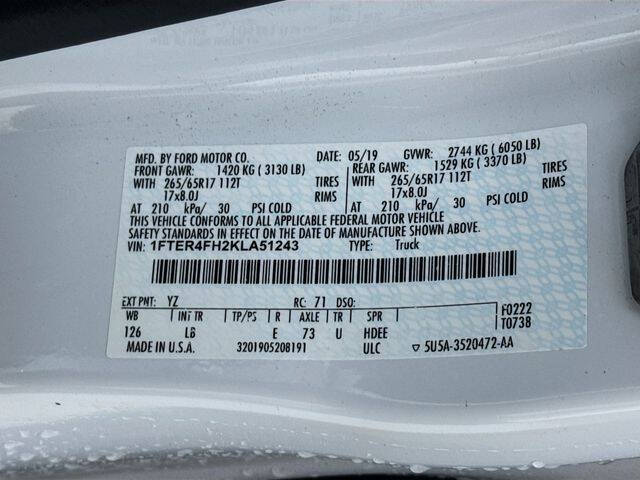 MFD. BY FORD MOTOR CO. DATE: 05/19 GVWR: 2744 KG ( 6050 LB)
FRONT GAWR: 1420 KG ( 3130 LB) REAR GAWR: 1529 KG ( 3370 LB)
WITH 265/65R17 112T TIRES WITH 265/65R17 112T TIRES
17x8.0J RIMS 17x8.0J RIMS
AT 210 kPa/ 30 PSI COLD AT 210 kPa/ 30 PSI COLD
THIS VEHICLE CONFORMS TO ALL APPLICABLE FEDERAL MOTOR VEHICLE
SAFETY STANDARDS IN EFFECT ON THE DATE OF MANUFACTURE SHOWN ABOVE.
VIN: 1FTER4FH2KLA51243 TYPE: Truck
EXT PNT: YZ RC: 71 DSO: F0222
WB INT TR TP/PS R AXLE TR SPR T0738
126 LB E 73 U HDEE
MADE IN U.S.A. 3201905208191 ULC ▽ 5U5A-3520472-AA